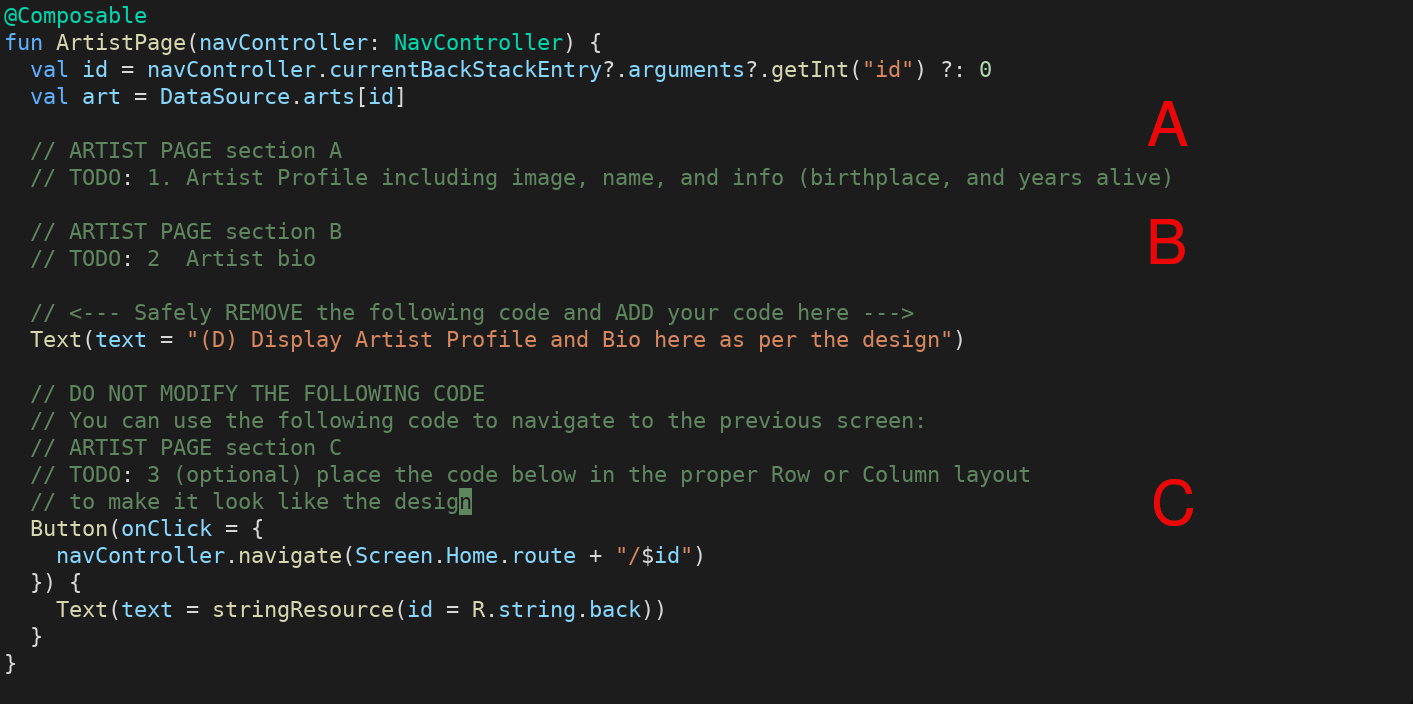 @Composable
fun ArtistPage(navController: NavController) {
  val id = navController.currentBackStackEntry?.arguments?.getInt("id") ?: 0
  val art = DataSource.arts[id]
A
  // ARTIST PAGE section A
  // TODO: 1. Artist Profile including image, name, and info (birthplace, and years alive)
B
  // ARTIST PAGE section B
  // TODO: 2  Artist bio

  // <--- Safely REMOVE the following code and ADD your code here --->
  Text(text = "(D) Display Artist Profile and Bio here as per the design")

  // DO NOT MODIFY THE FOLLOWING CODE
  // You can use the following code to navigate to the previous screen:
  // ARTIST PAGE section C
  // TODO: 3 (optional) place the code below in the proper Row or Column layout
  // to make it look like the design
C
  Button(onClick = {
    navController.navigate(Screen.Home.route + "/$id")
  }) {
    Text(text = stringResource(id = R.string.back))
  }
}